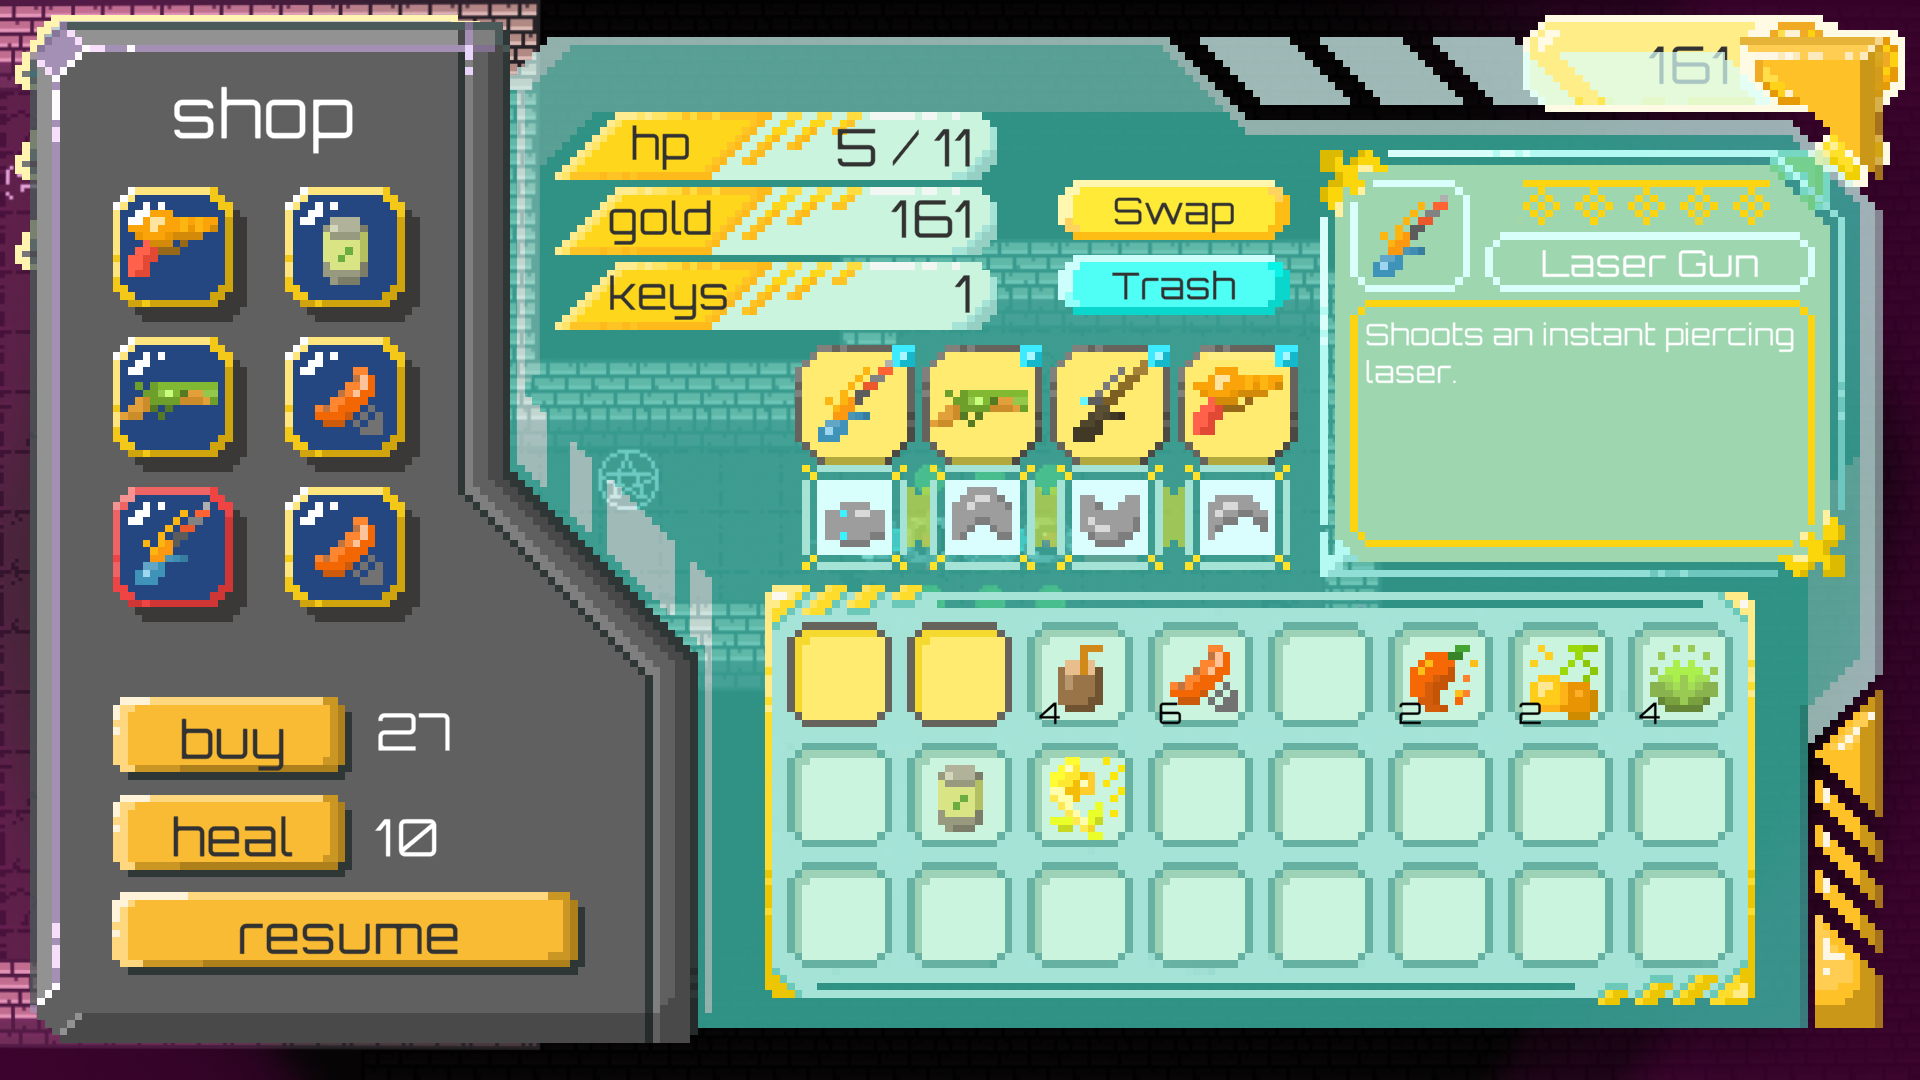 shop
buy 27
heal 10
resume
hp 5 / 11
gold 161
keys 1
Swap
Trash
161
Laser Gun
Shoots an instant piercing
laser.
4 6 2 2 4